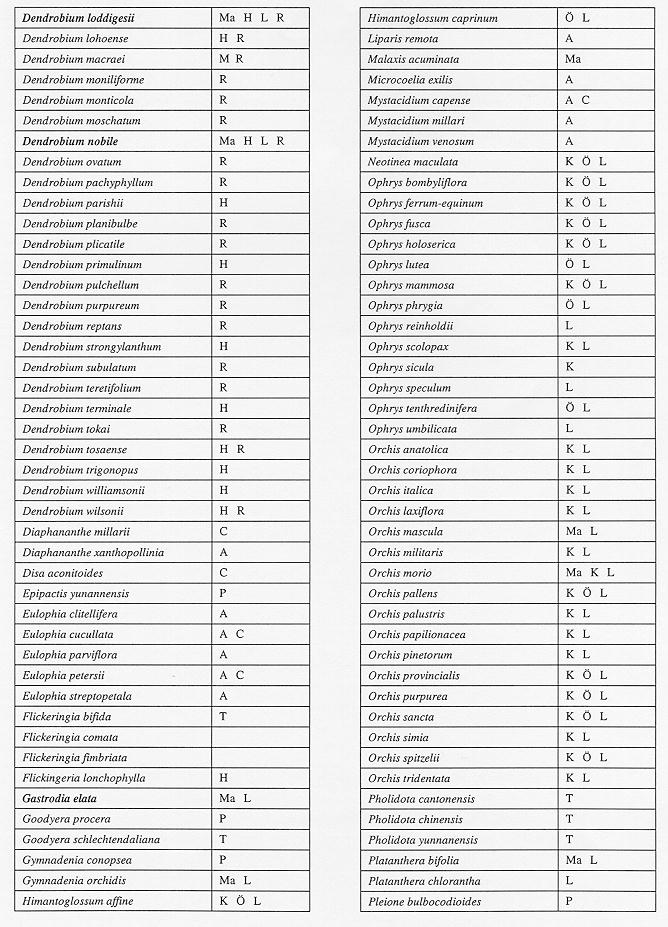 Dendrobium loddigesii Ma H L R
Dendrobium lohoense H R
Dendrobium macraei M R
Dendrobium moniliforme R
Dendrobium monticola R
Dendrobium moschatum R
Dendrobium nobile Ma H L R
Dendrobium ovatum R
Dendrobium pachyphyllum R
Dendrobium parishii H
Dendrobium planibulbe R
Dendrobium plicatile R
Dendrobium primulinum H
Dendrobium pulchellum R
Dendrobium purpureum R
Dendrobium reptans R
Dendrobium strongylanthum H
Dendrobium subulatum R
Dendrobium teretifolium R
Dendrobium terminale H
Dendrobium tokai R
Dendrobium tosaense H R
Dendrobium trigonopus H
Dendrobium williamsonii H
Dendrobium wilsonii H R
Diaphananthe millarii C
Diaphananthe xanthopollinia A
Disa aconitoides C
Epipactis yunannensis P
Eulophia clitellifera A
Eulophia cucullata A C
Eulophia parviflora A
Eulophia petersii A C
Eulophia streptopetala A
Flickeringia bifida T
Flickeringia comata
Flickeringia fimbriata
Flickingeria lonchophylla H
Gastrodia elata Ma L
Goodyera procera P
Goodyera schlechtendaliana T
Gymnadenia conopsea P
Gymnadenia orchidis Ma L
Himantoglossum affine K Ö L
Himantoglossum caprinum Ö L
Liparis remota A
Malaxis acuminata Ma
Microcoelia exilis A
Mystacidium capense A C
Mystacidium millari A
Mystacidium venosum A
Neotinea maculata K Ö L
Ophrys bombyliflora K Ö L
Ophrys ferrum-equinum K Ö L
Ophrys fusca K Ö L
Ophrys holoserica K Ö L
Ophrys lutea Ö L
Ophrys mammosa K Ö L
Ophrys phrygia Ö L
Ophrys reinholdii L
Ophrys scolopax K L
Ophrys sicula K
Ophrys speculum L
Ophrys tenthredinifera Ö L
Ophrys umbilicata L
Orchis anatolica K L
Orchis coriophora K L
Orchis italica K L
Orchis laxiflora K L
Orchis mascula Ma L
Orchis militaris K L
Orchis morio Ma K L
Orchis pallens K Ö L
Orchis palustris K L
Orchis papilionacea K L
Orchis pinetorum K L
Orchis provincialis K Ö L
Orchis purpurea K Ö L
Orchis sancta K Ö L
Orchis simia K L
Orchis spitzelii K Ö L
Orchis tridentata K L
Pholidota cantonensis T
Pholidota chinensis T
Pholidota yunnanensis T
Platanthera bifolia Ma L
Platanthera chlorantha L
Pleione bulbocodioides P